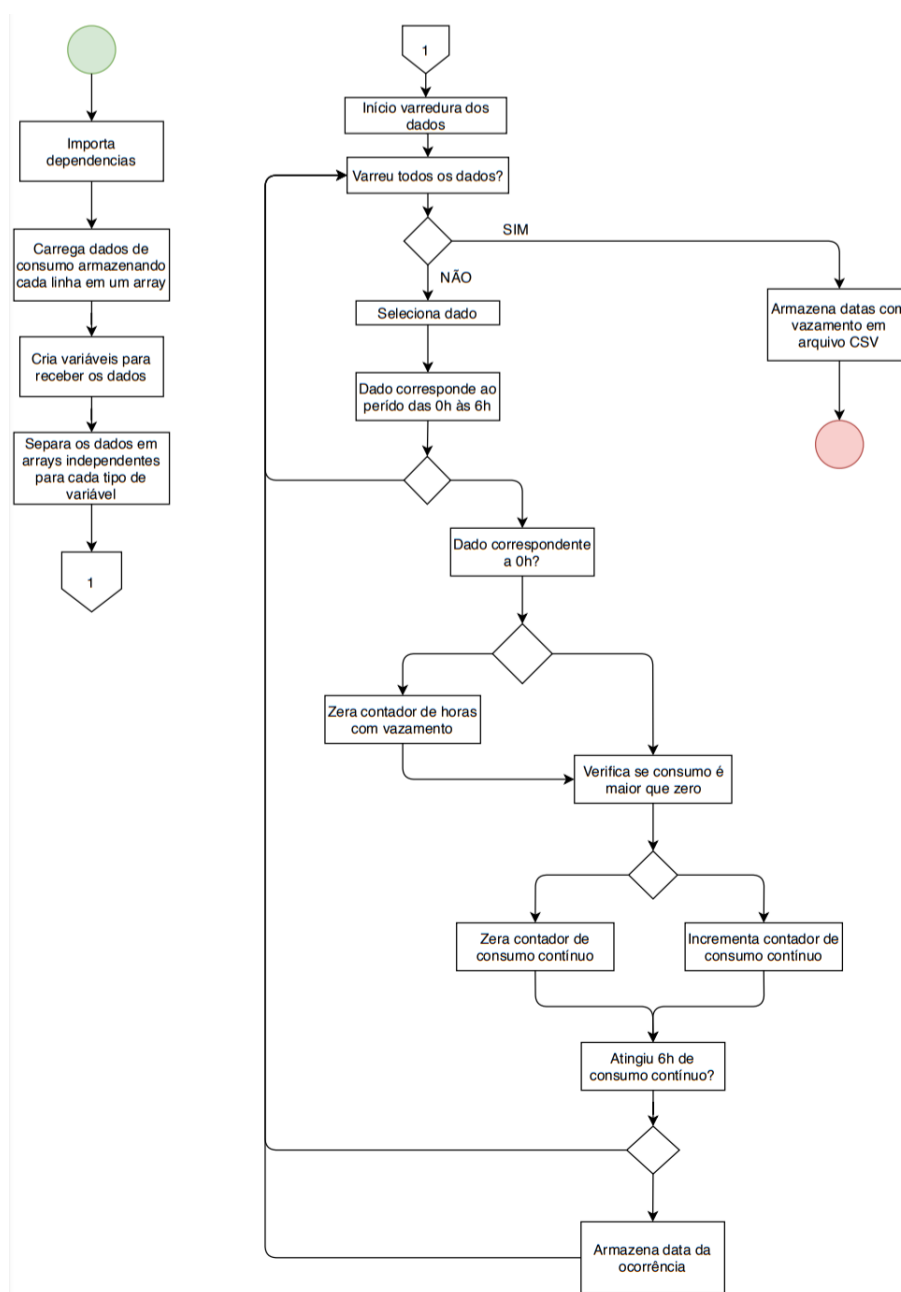 Importa
dependencias
Carrega dados de
consumo armazenando
cada linha em um array
Cria variáveis para
receber os dados
Separa os dados em
arrays independentes
para cada tipo de
variável
1
1
Início varredura dos
dados
Varreu todos os dados?
SIM
NÃO
Seleciona dado
Armazena datas com
vazamento em
arquivo CSV
Dado corresponde ao
perído das 0h às 6h
Dado correspondente
a 0h?
Zera contador de horas
com vazamento
Verifica se consumo é
maior que zero
Zera contador de
consumo contínuo
Incrementa contador de
consumo contínuo
Atingiu 6h de
consumo contínuo?
Armazena data da
ocorrência